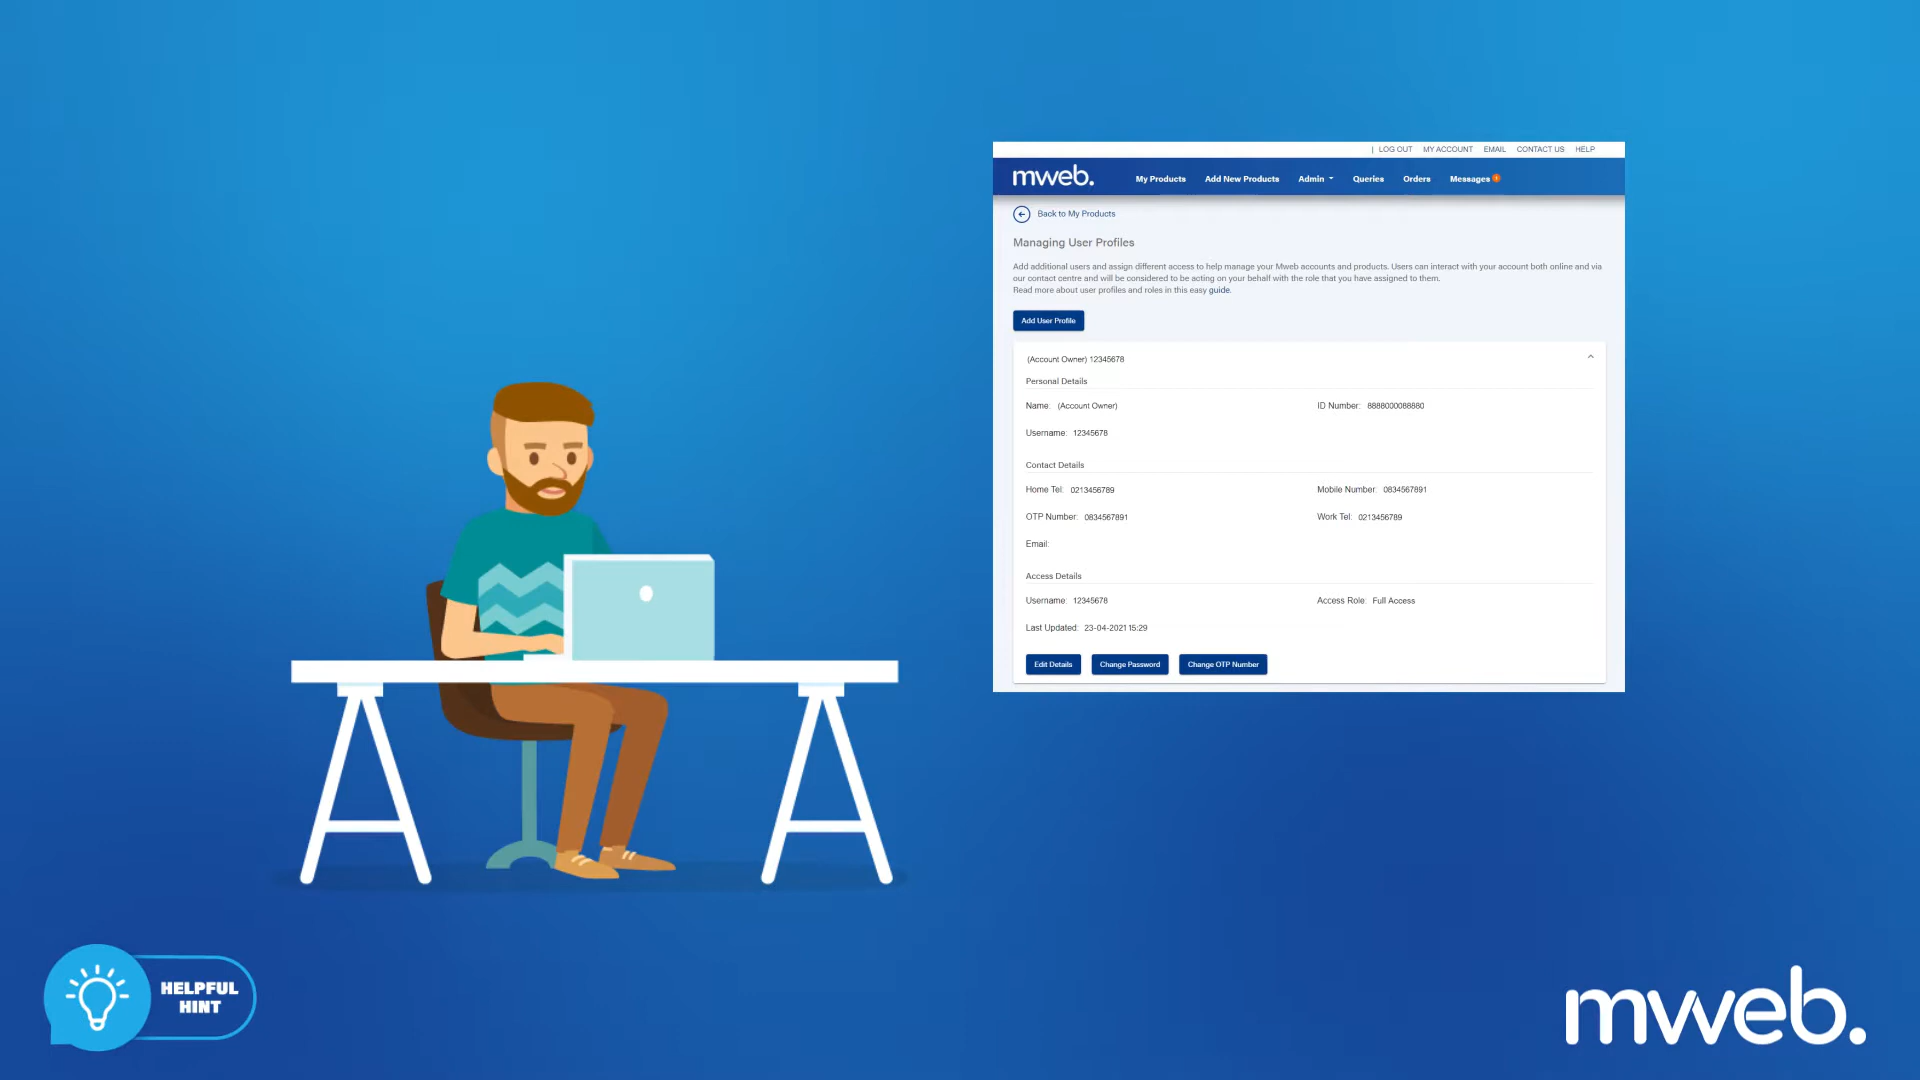 | LOG OUT MY ACCOUNT EMAIL CONTACT US HELP
mweb. My Products Add New Products Admin Queries Orders Messages
Back to My Products
Managing User Profiles
Add additional users and assign different access to help manage your Mweb accounts and products. Users can interact with your account both online and via
our contact centre and will be considered to be acting on your behalf with the role that you have assigned to them.
Read more about user profiles and roles in this easy guide.
Add User Profile
(Account Owner) 12345678
Personal Details
Name: (Account Owner) ID Number: 8888000088880
Username: 12345678
Contact Details
Home Tel: 0213456789 Mobile Number: 0834567891
OTP Number: 0834567891 Work Tel: 0213456789
Email:
Access Details
Username: 12345678 Access Role: Full Access
Last Updated: 23-04-2021 15:29
Edit Details Change Password Change OTP Number
HELPFUL
HINT
mweb.